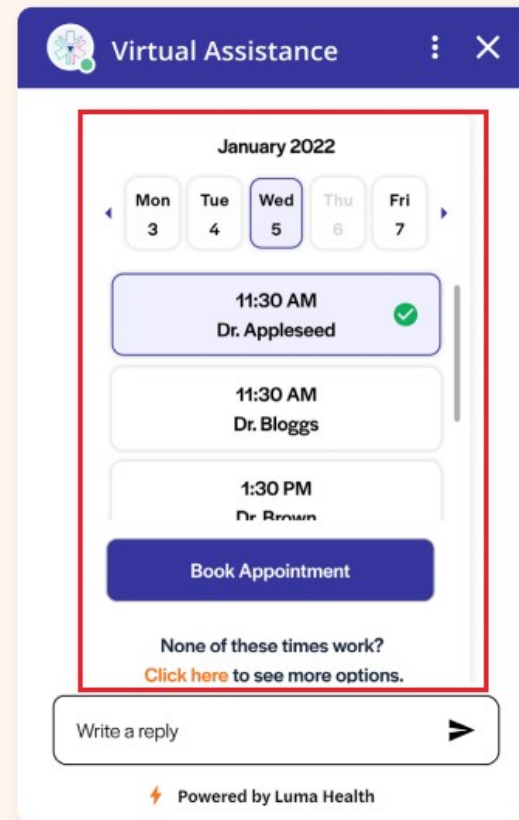 Virtual Assistance
January 2022
Mon Tue Wed Thu Fri
3 4 5 6 7
11:30 AM
Dr. Appleseed
11:30 AM
Dr. Bloggs
1:30 PM
Dr. Brown
Book Appointment
None of these times work?
Click here to see more options.
Write a reply
Powered by Luma Health